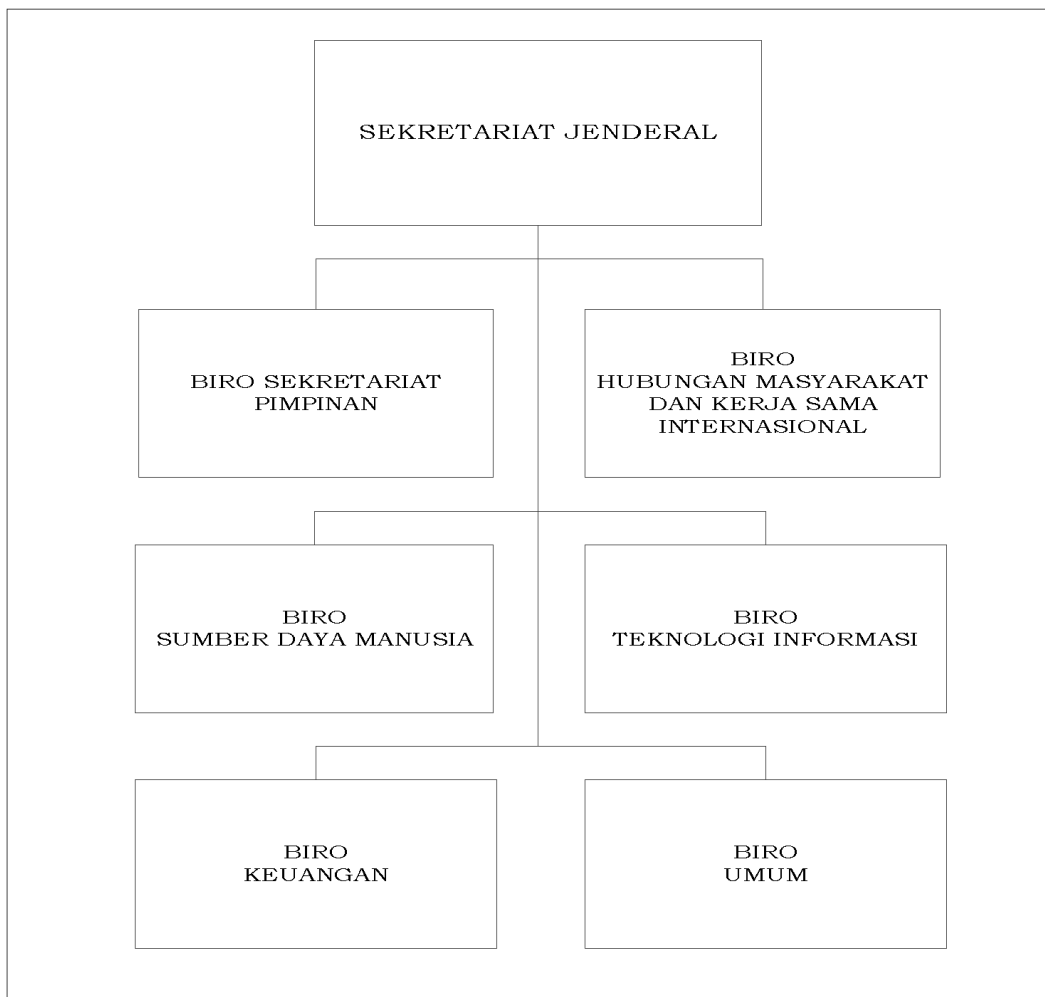 SEKRETARIAT JENDERAL
BIRO SEKRETARIAT
PIMPINAN
BIRO
HUBUNGAN MASYARAKAT
DAN KERJA SAMA
INTERNASIONAL
BIRO
SUMBER DAYA MANUSIA
BIRO
TEKNOLOGI INFORMASI
BIRO
KEUANGAN
BIRO
UMUM